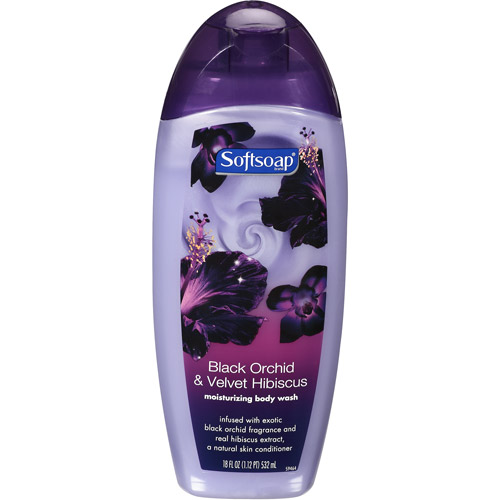 Softsoap
BRAND
Black Orchid
& Velvet Hibiscus
moisturizing body wash
infused with exotic
black orchid fragrance and
real hibiscus extract,
a natural skin conditioner
18 FL OZ (1.12 PT) 532 mL